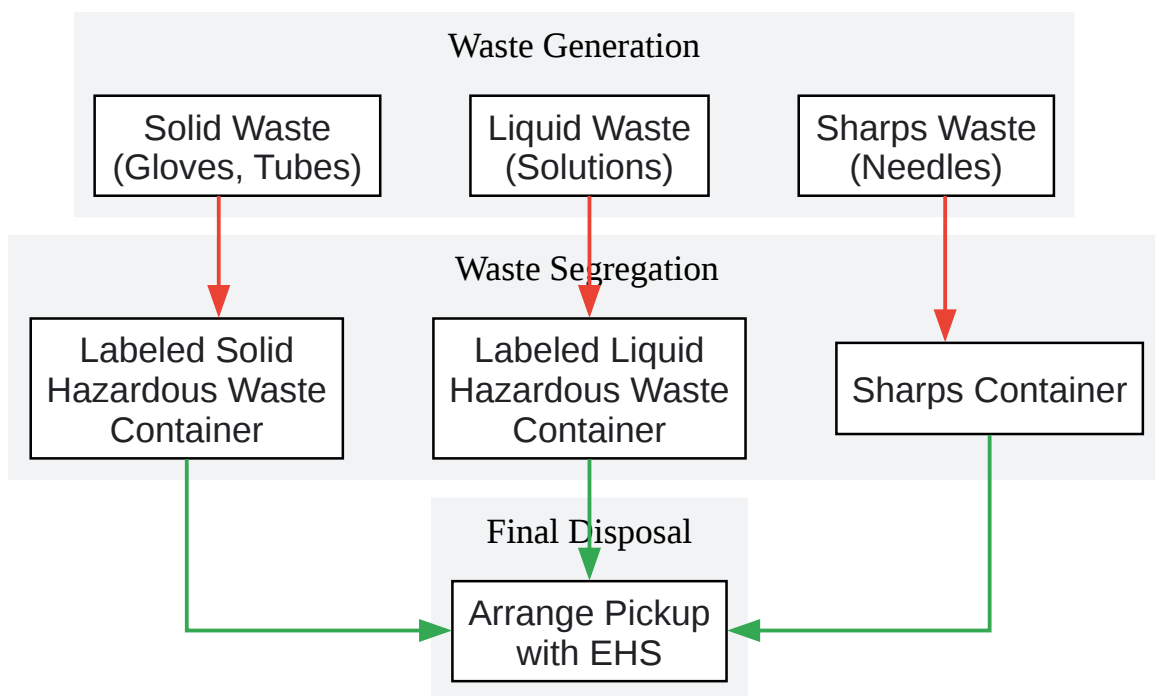 Waste Generation
Solid Waste
(Gloves, Tubes)
Liquid Waste
(Solutions)
Sharps Waste
(Needles)
Waste Segregation
Labeled Solid
Hazardous Waste
Container
Labeled Liquid
Hazardous Waste
Container
Sharps Container
Final Disposal
Arrange Pickup
with EHS